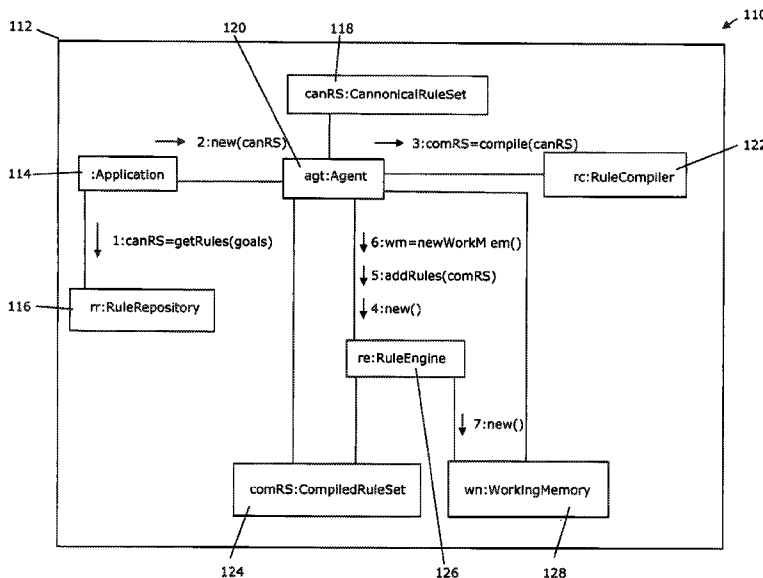 110
112
120
118
canRS:CannonicalRuleSet
2:new(canRS)
3:comRS=compile(canRS)
114
:Application
agt:Agent
rc:RuleCompiler
122
1:canRS=getRules(goals)
6:wm=newWorkM em()
5:addRules(comRS)
4:new()
116
rr:RuleRepository
re:RuleEngine
7:new()
comRS:CompiledRuleSet
wn:WorkingMemory
124
126
128